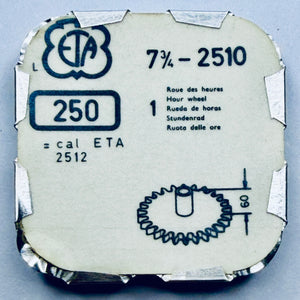 ETA
L
7¾ - 2510
250
1
Roue des heures
Hour wheel
Rueda de horas
Stundenrad
Ruota delle ore
= cal ETA
2512
60